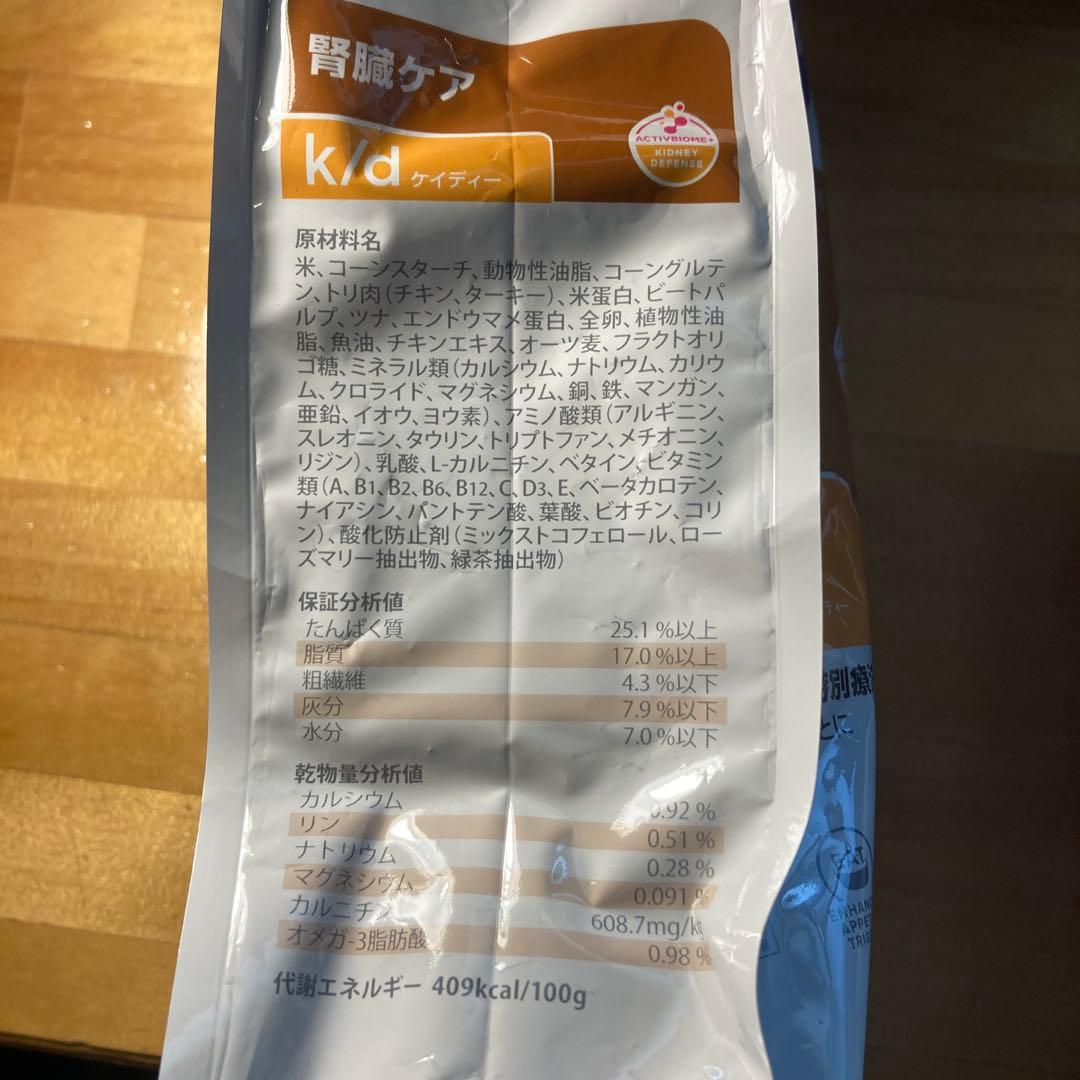 腎臓ケア
k/d ケイディー
ACTIVBIOME+
KIDNEY
DEFENSE
原材料名
米、コーンスターチ、動物性油脂、コーングルテ
ン、トリ肉（チキン、ターキー）、米蛋白、ビートパ
ルプ、ツナ、エンドウマメ蛋白、全卵、植物性油
脂、魚油、チキンエキス、オーツ麦、フラクトオリ
ゴ糖、ミネラル類（カルシウム、ナトリウム、カリウ
ム、クロライド、マグネシウム、銅、鉄、マンガン、
亜鉛、イオウ、ヨウ素）、アミノ酸類（アルギニン、
スレオニン、タウリン、トリプトファン、メチオニン、
リジン）、乳酸、L-カルニチン、ベタイン、ビタミン
類（A、B1、B2、B6、B12、C、D3、E、ベータカロテン、
ナイアシン、パントテン酸、葉酸、ビオチン、コリ
ン）、酸化防止剤（ミックストコフェロール、ロー
ズマリー抽出物、緑茶抽出物）
保証分析値
たんぱく質 25.1 %以上
脂質 17.0 %以上
粗繊維 4.3 %以下
灰分 7.9 %以下
水分 7.0 %以下
乾物量分析値
カルシウム 0.92 %
リン 0.51 %
ナトリウム 0.28 %
マグネシウム 0.091 %
カルニチン 608.7mg/kg
オメガ-3脂肪酸 0.98 %
代謝エネルギー 409kcal/100g
ティー
特別療
とに
ENHANC
APPE
TRIG